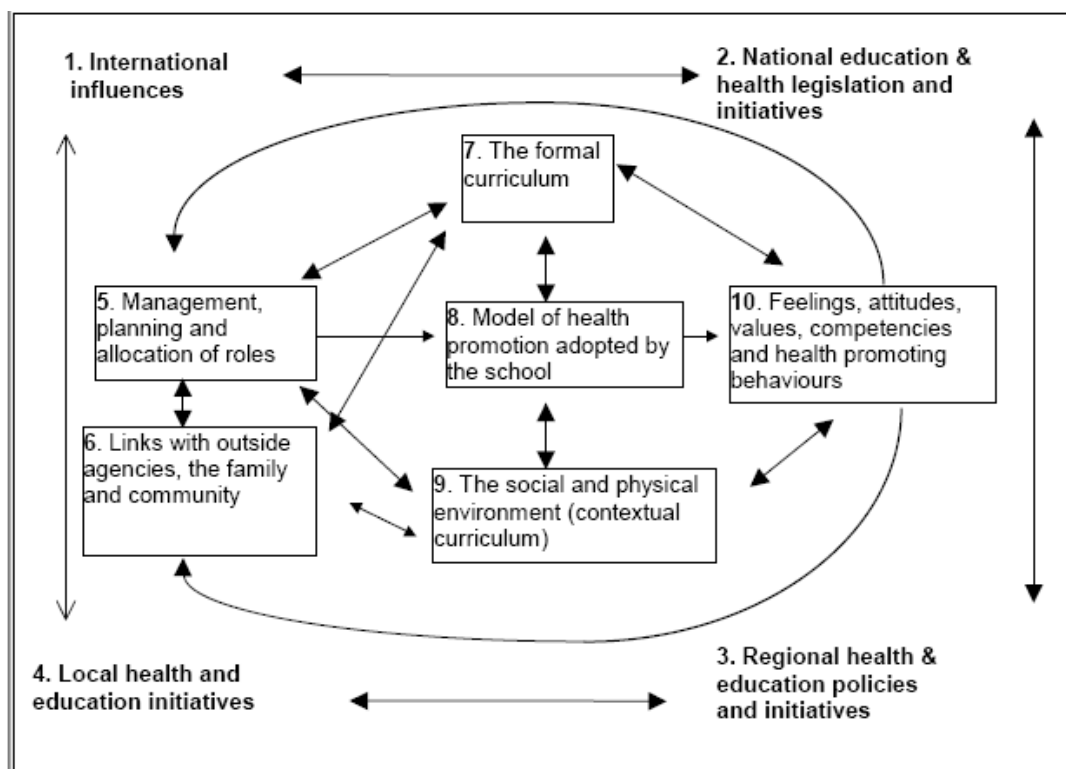 1. International
influences
2. National education &
health legislation and
initiatives
7. The formal
curriculum
5. Management,
planning and
allocation of roles
8. Model of health
promotion adopted by
the school
10. Feelings, attitudes,
values, competencies
and health promoting
behaviours
6. Links with outside
agencies, the family
and community
9. The social and physical
environment (contextual
curriculum)
4. Local health and
education initiatives
3. Regional health &
education policies
and initiatives